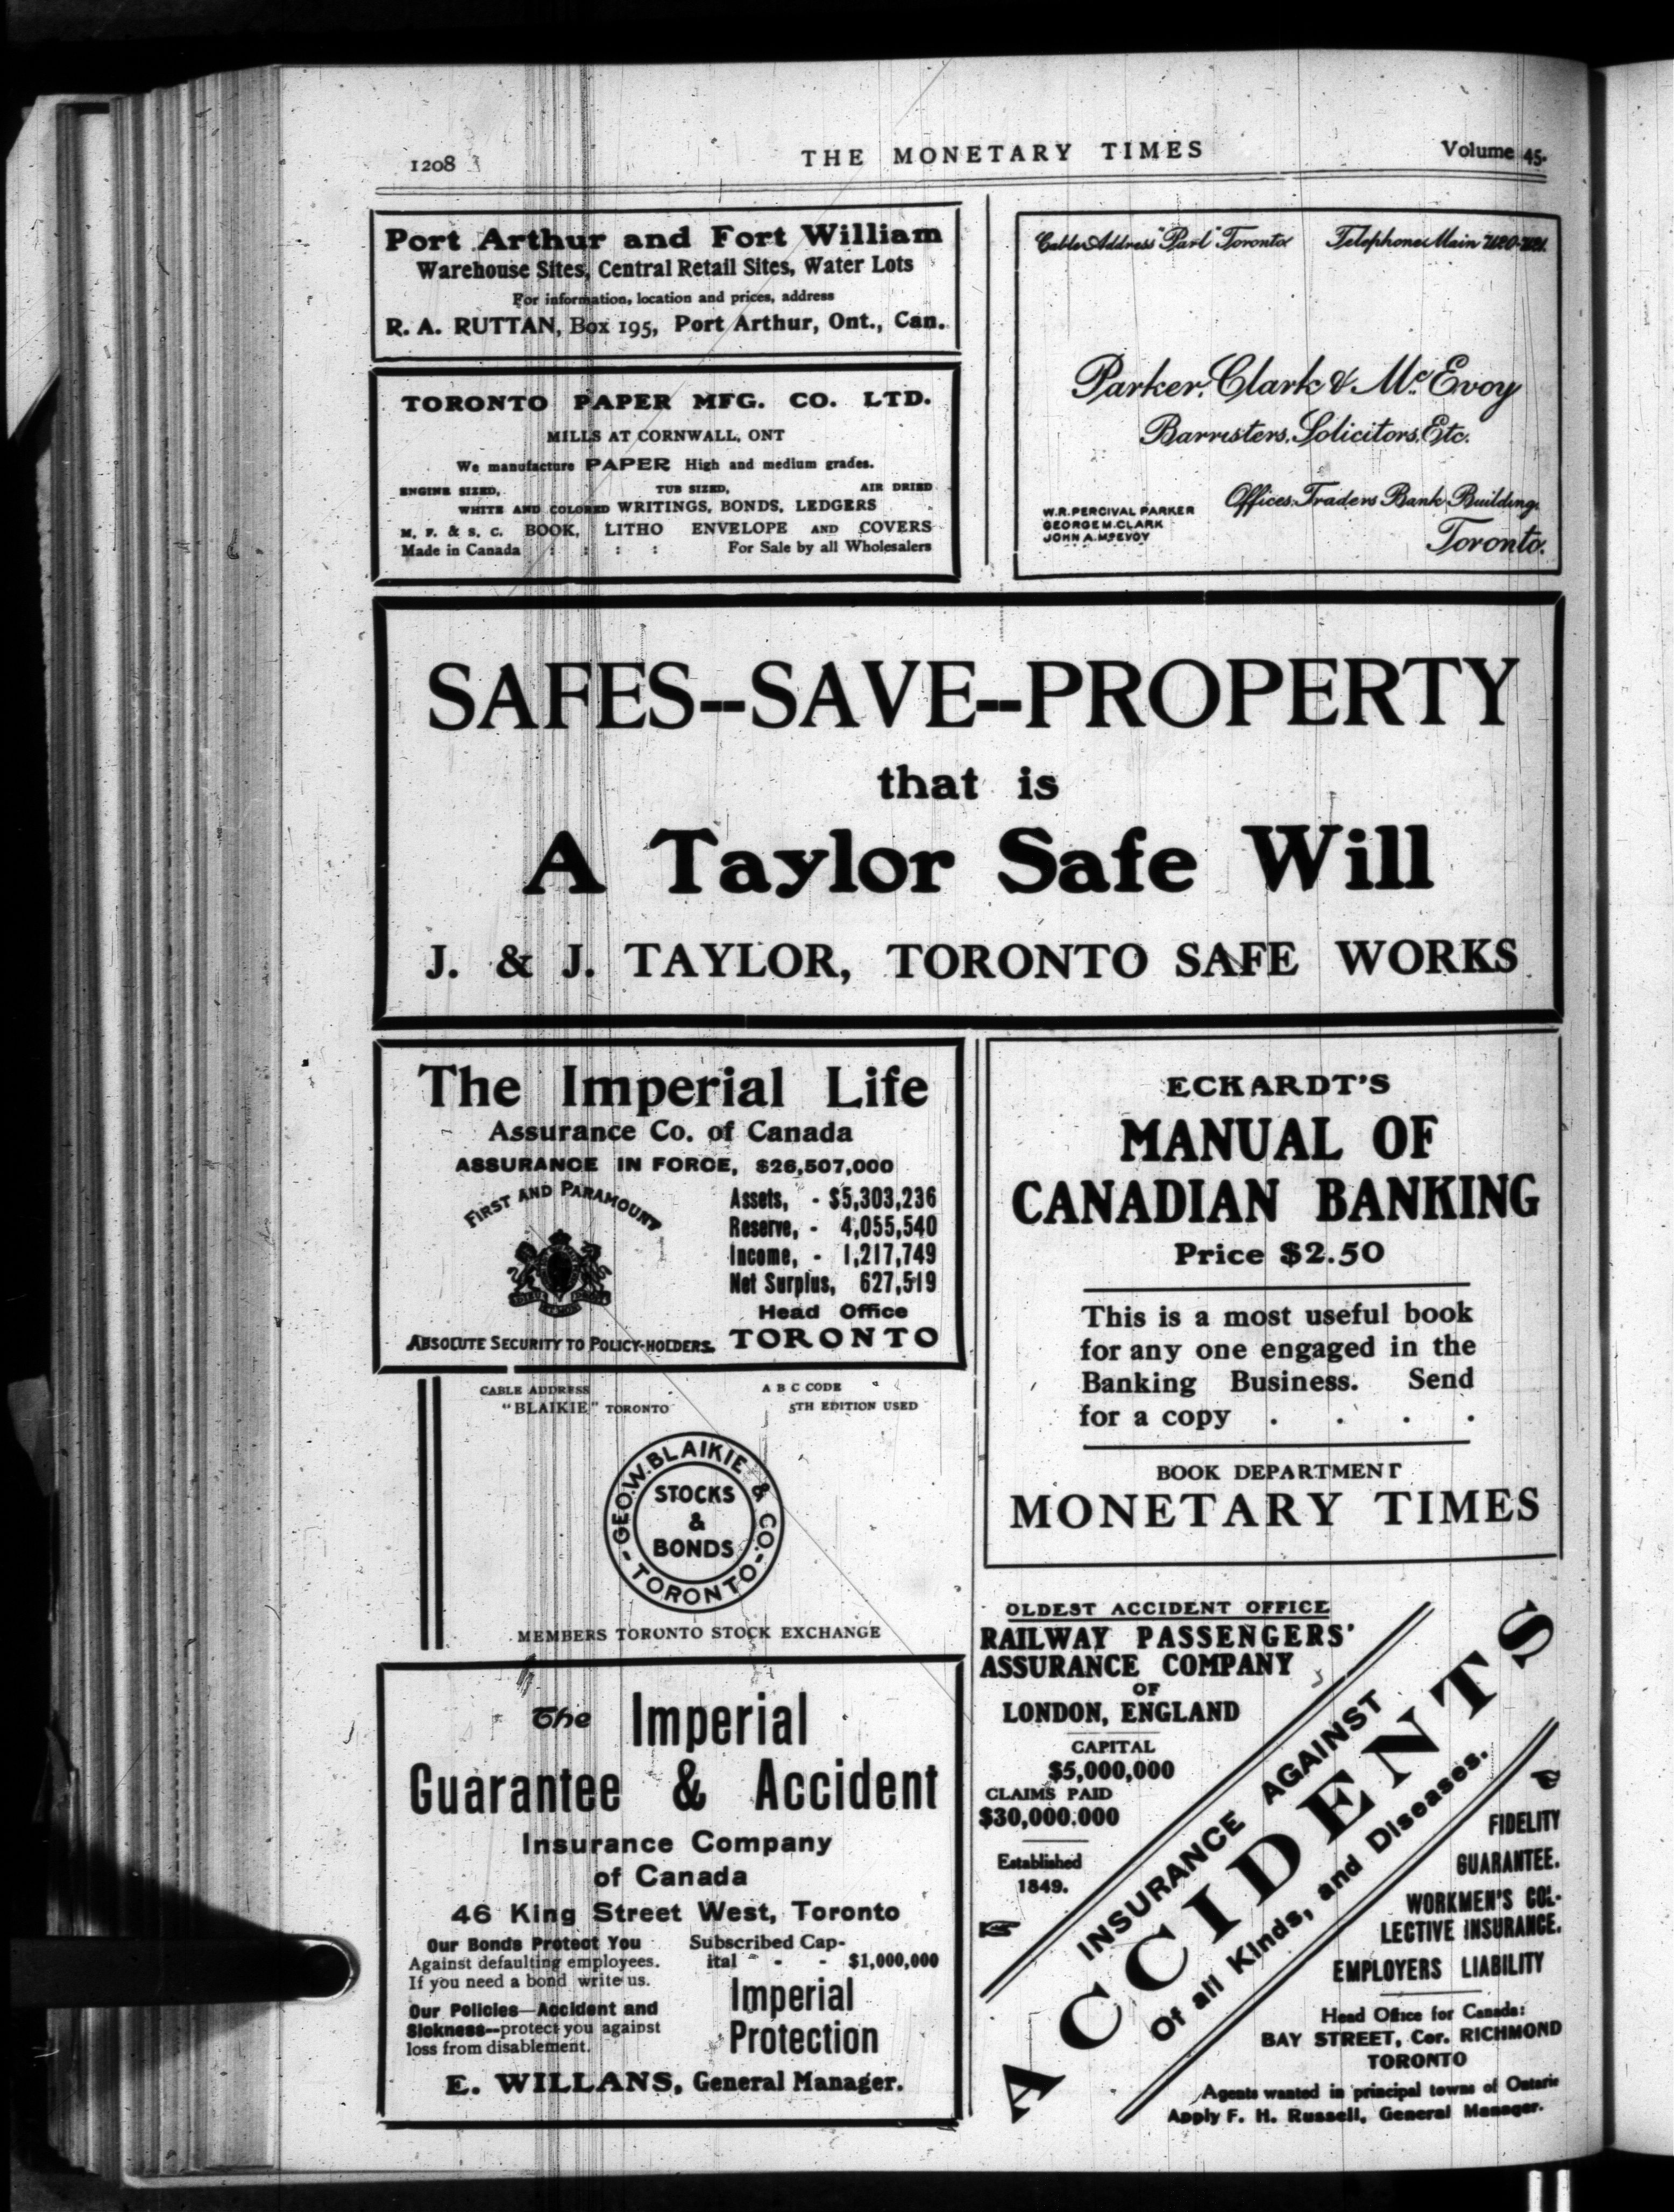 1208
THE MONETARY TIMES
Volume 45.
Port Arthur and Fort William
Warehouse Sites, Central Retail Sites, Water Lots
For information, location and prices, address
R. A. RUTTAN, Box 195, Port Arthur, Ont., Can.
TORONTO PAPER MFG. CO. LTD.
MILLS AT CORNWALL, ONT
We manufacture PAPER High and medium grades.
ENGINE SIZED, TUB SIZED, AIR DRIED
WHITE AND COLORED WRITINGS, BONDS, LEDGERS
M. F. & S. C. BOOK, LITHO ENVELOPE AND COVERS
Made in Canada : : : : For Sale by all Wholesalers
Cable Address "Parl" Toronto Telephones Main
Parker, Clark & McEvoy
Barristers, Solicitors, Etc.
Offices: Traders Bank Building,
Toronto.
W. R. PERCIVAL PARKER
GEORGE M. CLARK
JOHN A. McEVOY
SAFES--SAVE--PROPERTY
that is
A Taylor Safe Will
J. & J. TAYLOR, TORONTO SAFE WORKS
The Imperial Life
Assurance Co. of Canada
ASSURANCE IN FORCE, $26,507,000
FIRST AND PARAMOUNT
Assets, - $5,303,236
Reserve, - 4,055,540
Income, - 1,217,749
Net Surplus, 627,519
Head Office
ABSOLUTE SECURITY TO POLICY-HOLDERS. TORONTO
CABLE ADDRESS
"BLAIKIE" TORONTO
A B C CODE
5TH EDITION USED
GEO. W. BLAIKIE & CO.
STOCKS
&
BONDS
-TORONTO-
MEMBERS TORONTO STOCK EXCHANGE
The Imperial
Guarantee & Accident
Insurance Company
of Canada
46 King Street West, Toronto
Our Bonds Protect You
Against defaulting employees.
If you need a bond write us.
Our Policies—Accident and
Sickness--protect you against
loss from disablement.
Subscribed Cap-
ital - - $1,000,000
Imperial
Protection
E. WILLANS, General Manager.
ECKARDT'S
MANUAL OF
CANADIAN BANKING
Price $2.50
This is a most useful book
for any one engaged in the
Banking Business. Send
for a copy . . . .
BOOK DEPARTMENT
MONETARY TIMES
OLDEST ACCIDENT OFFICE
RAILWAY PASSENGERS'
ASSURANCE COMPANY
OF
LONDON, ENGLAND
CAPITAL
$5,000,000
CLAIMS PAID
$30,000.000
Established
1849.
INSURANCE AGAINST
ACCIDENTS
Of all Kinds, and Diseases.
FIDELITY
GUARANTEE.
WORKMEN'S COL-
LECTIVE INSURANCE.
EMPLOYERS LIABILITY
Head Office for Canada:
BAY STREET, Cor. RICHMOND
TORONTO
Agents wanted in principal towns of Ontario
Apply F. H. Russell, General Manager.